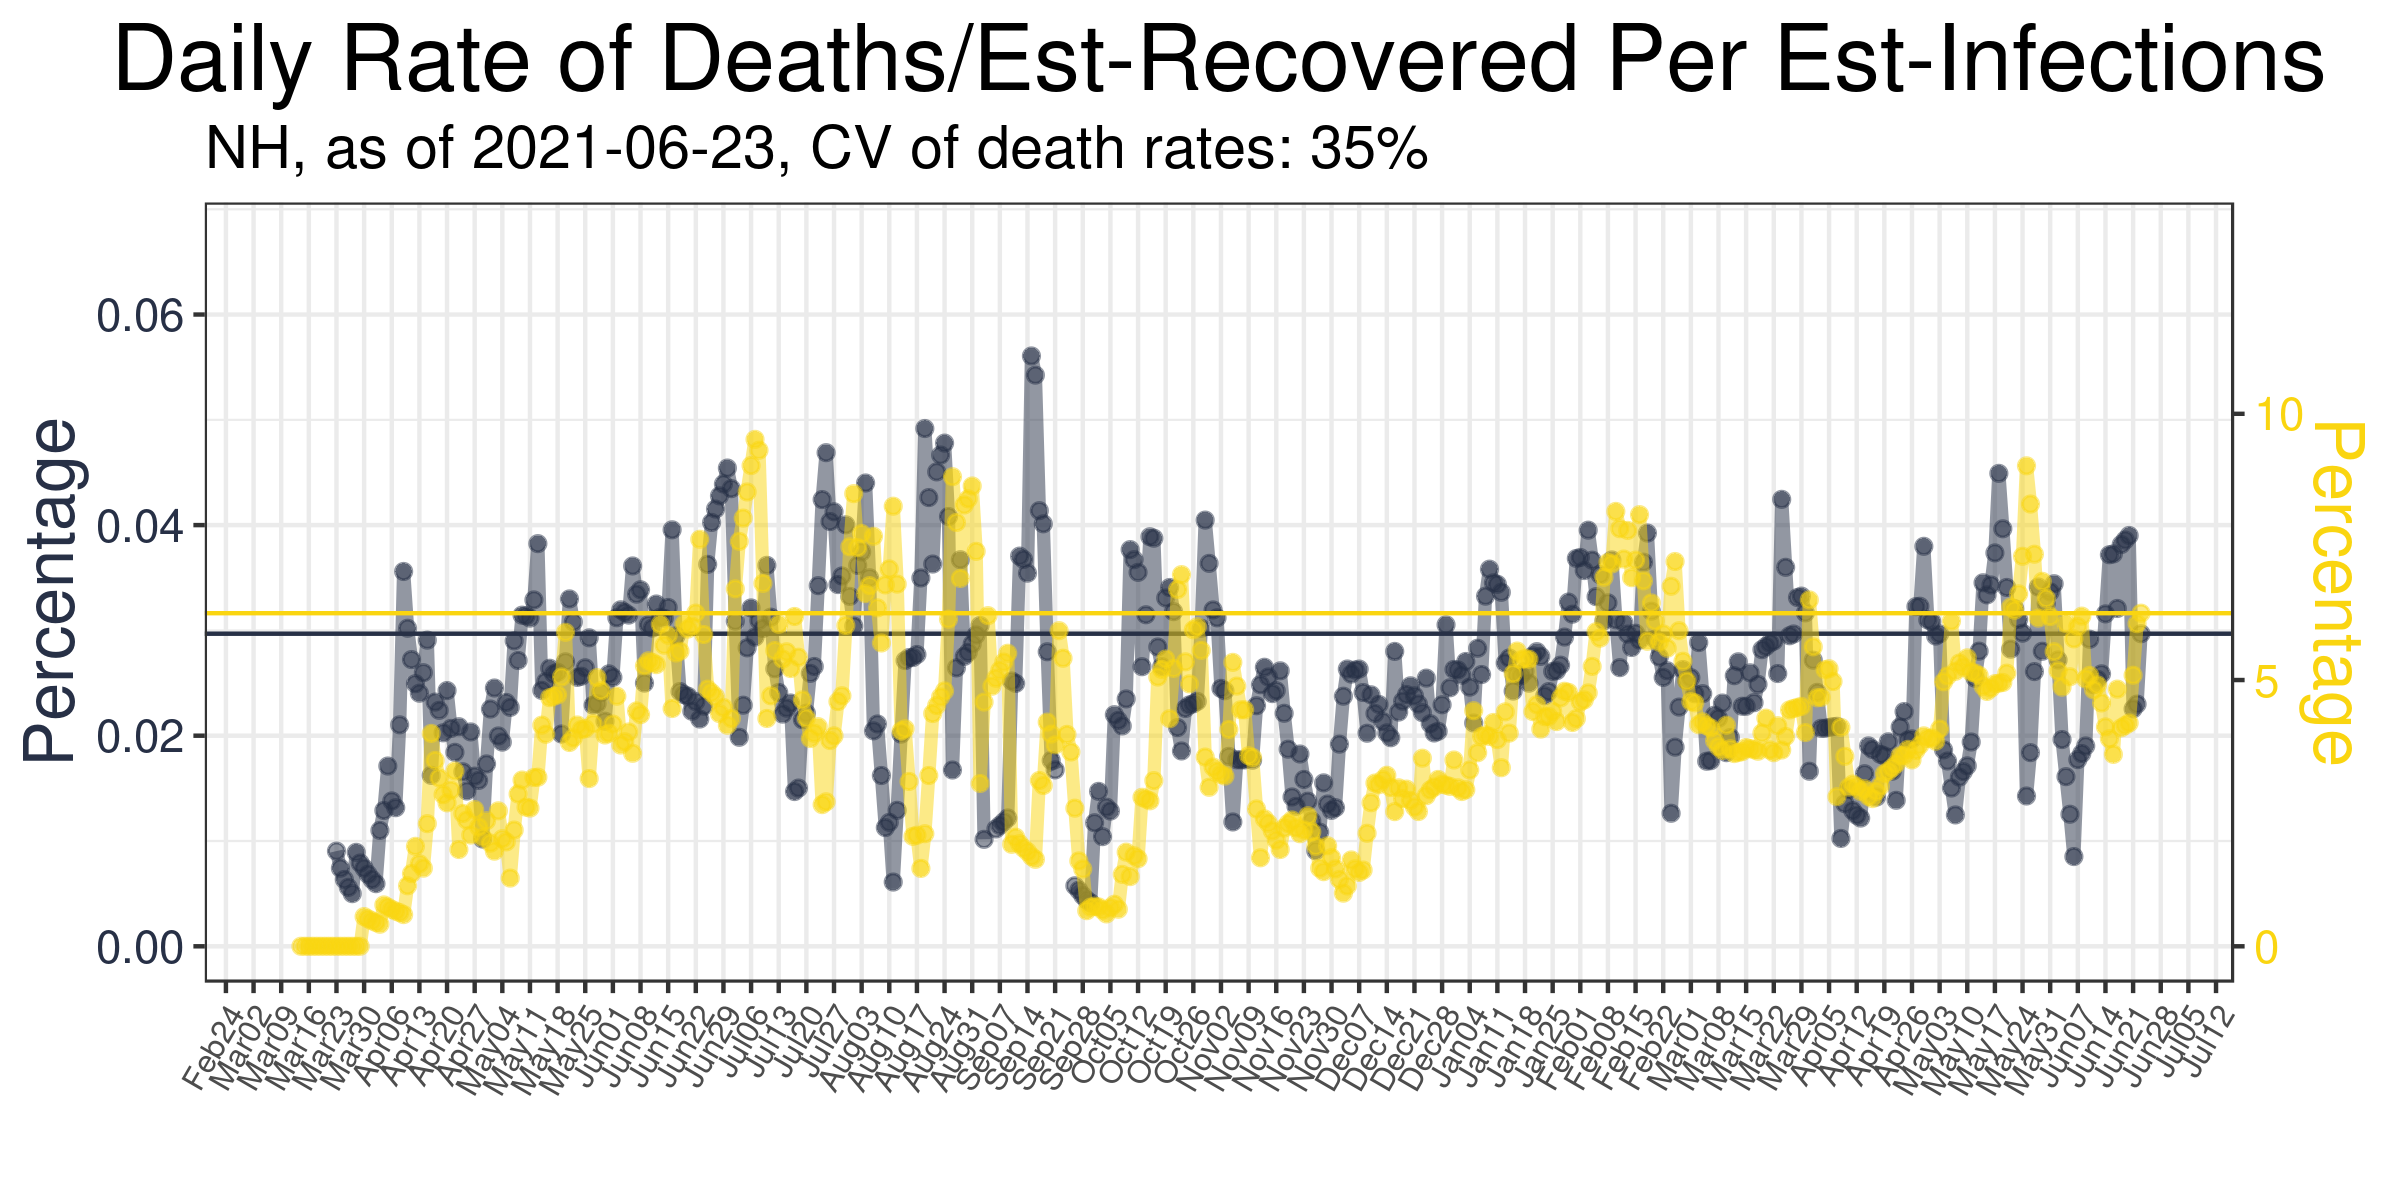 Daily Rate of Deaths/Est-Recovered Per Est-Infections
NH, as of 2021-06-23, CV of death rates: 35%
Percentage
0.06
0.04
0.02
0.00
10
5
0
Percentage
Feb24
Mar02
Mar09
Mar16
Mar23
Mar30
Apr06
Apr13
Apr20
Apr27
May04
May11
May18
May25
Jun01
Jun08
Jun15
Jun22
Jun29
Jul06
Jul13
Jul20
Jul27
Aug03
Aug10
Aug17
Aug24
Aug31
Sep07
Sep14
Sep21
Sep28
Oct05
Oct12
Oct19
Oct26
Nov02
Nov09
Nov16
Nov23
Nov30
Dec07
Dec14
Dec21
Dec28
Jan04
Jan11
Jan18
Jan25
Feb01
Feb08
Feb15
Feb22
Mar01
Mar08
Mar15
Mar22
Mar29
Apr05
Apr12
Apr19
Apr26
May03
May10
May17
May24
May31
Jun07
Jun14
Jun21
Jun28
Jul05
Jul12